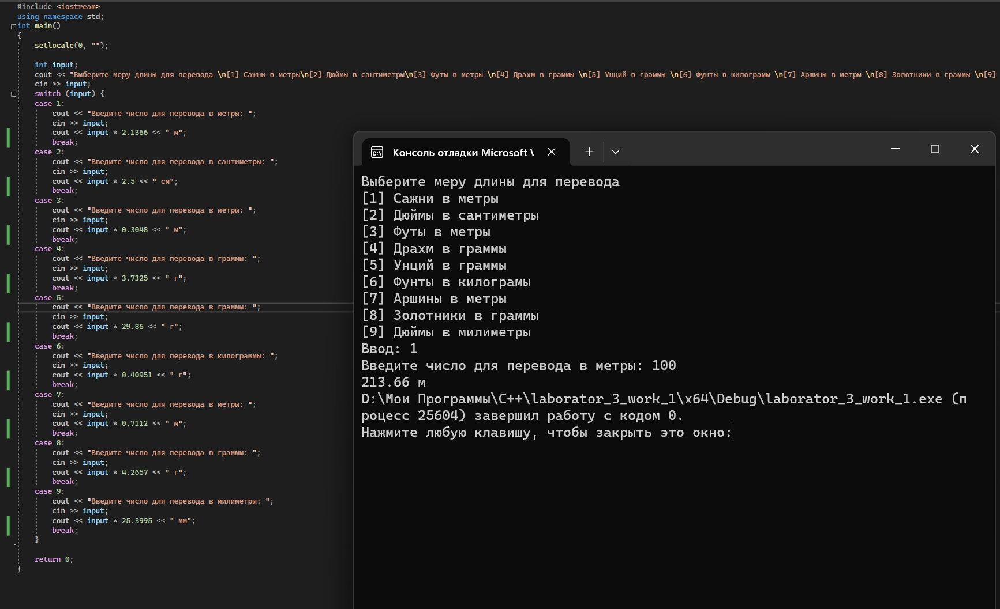 #include <iostream>
using namespace std;
int main()
{
setlocale(0, "");
int input;
cout << "Выберите меру длины для перевода \n[1] Сажни в метры\n[2] Дюймы в сантиметры\n[3] Футы в метры \n[4] Драхм в граммы \n[5] Унций в граммы \n[6] Фунты в килограмы \n[7] Аршины в метры \n[8] Золотники в граммы \n[9]
cin >> input;
switch (input) {
case 1:
cout << "Введите число для перевода в метры: ";
cin >> input;
cout << input * 2.1366 << " м";
break;
case 2:
cout << "Введите число для перевода в сантиметры: ";
cin >> input;
cout << input * 2.5 << " см";
break;
case 3:
cout << "Введите число для перевода в метры: ";
cin >> input;
cout << input * 0.3048 << " м";
break;
case 4:
cout << "Введите число для перевода в граммы: ";
cin >> input;
cout << input * 3.7325 << " г";
break;
case 5:
cout << "Введите число для перевода в граммы: ";
cin >> input;
cout << input * 29.86 << " г";
break;
case 6:
cout << "Введите число для перевода в килограммы: ";
cin >> input;
cout << input * 0.40951 << " г";
break;
case 7:
cout << "Введите число для перевода в метры: ";
cin >> input;
cout << input * 0.7112 << " м";
break;
case 8:
cout << "Введите число для перевода в граммы: ";
cin >> input;
cout << input * 4.2657 << " г";
break;
case 9:
cout << "Введите число для перевода в милиметры: ";
cin >> input;
cout << input * 25.3995 << " мм";
break;
}
return 0;
}
Консоль отладки Microsoft V
Выберите меру длины для перевода
[1] Сажни в метры
[2] Дюймы в сантиметры
[3] Футы в метры
[4] Драхм в граммы
[5] Унций в граммы
[6] Фунты в килограмы
[7] Аршины в метры
[8] Золотники в граммы
[9] Дюймы в милиметры
Ввод: 1
Введите число для перевода в метры: 100
213.66 м
D:\Мои Программы\C++\laborator_3_work_1\x64\Debug\laborator_3_work_1.exe (п
роцесс 25604) завершил работу с кодом 0.
Нажмите любую клавишу, чтобы закрыть это окно: